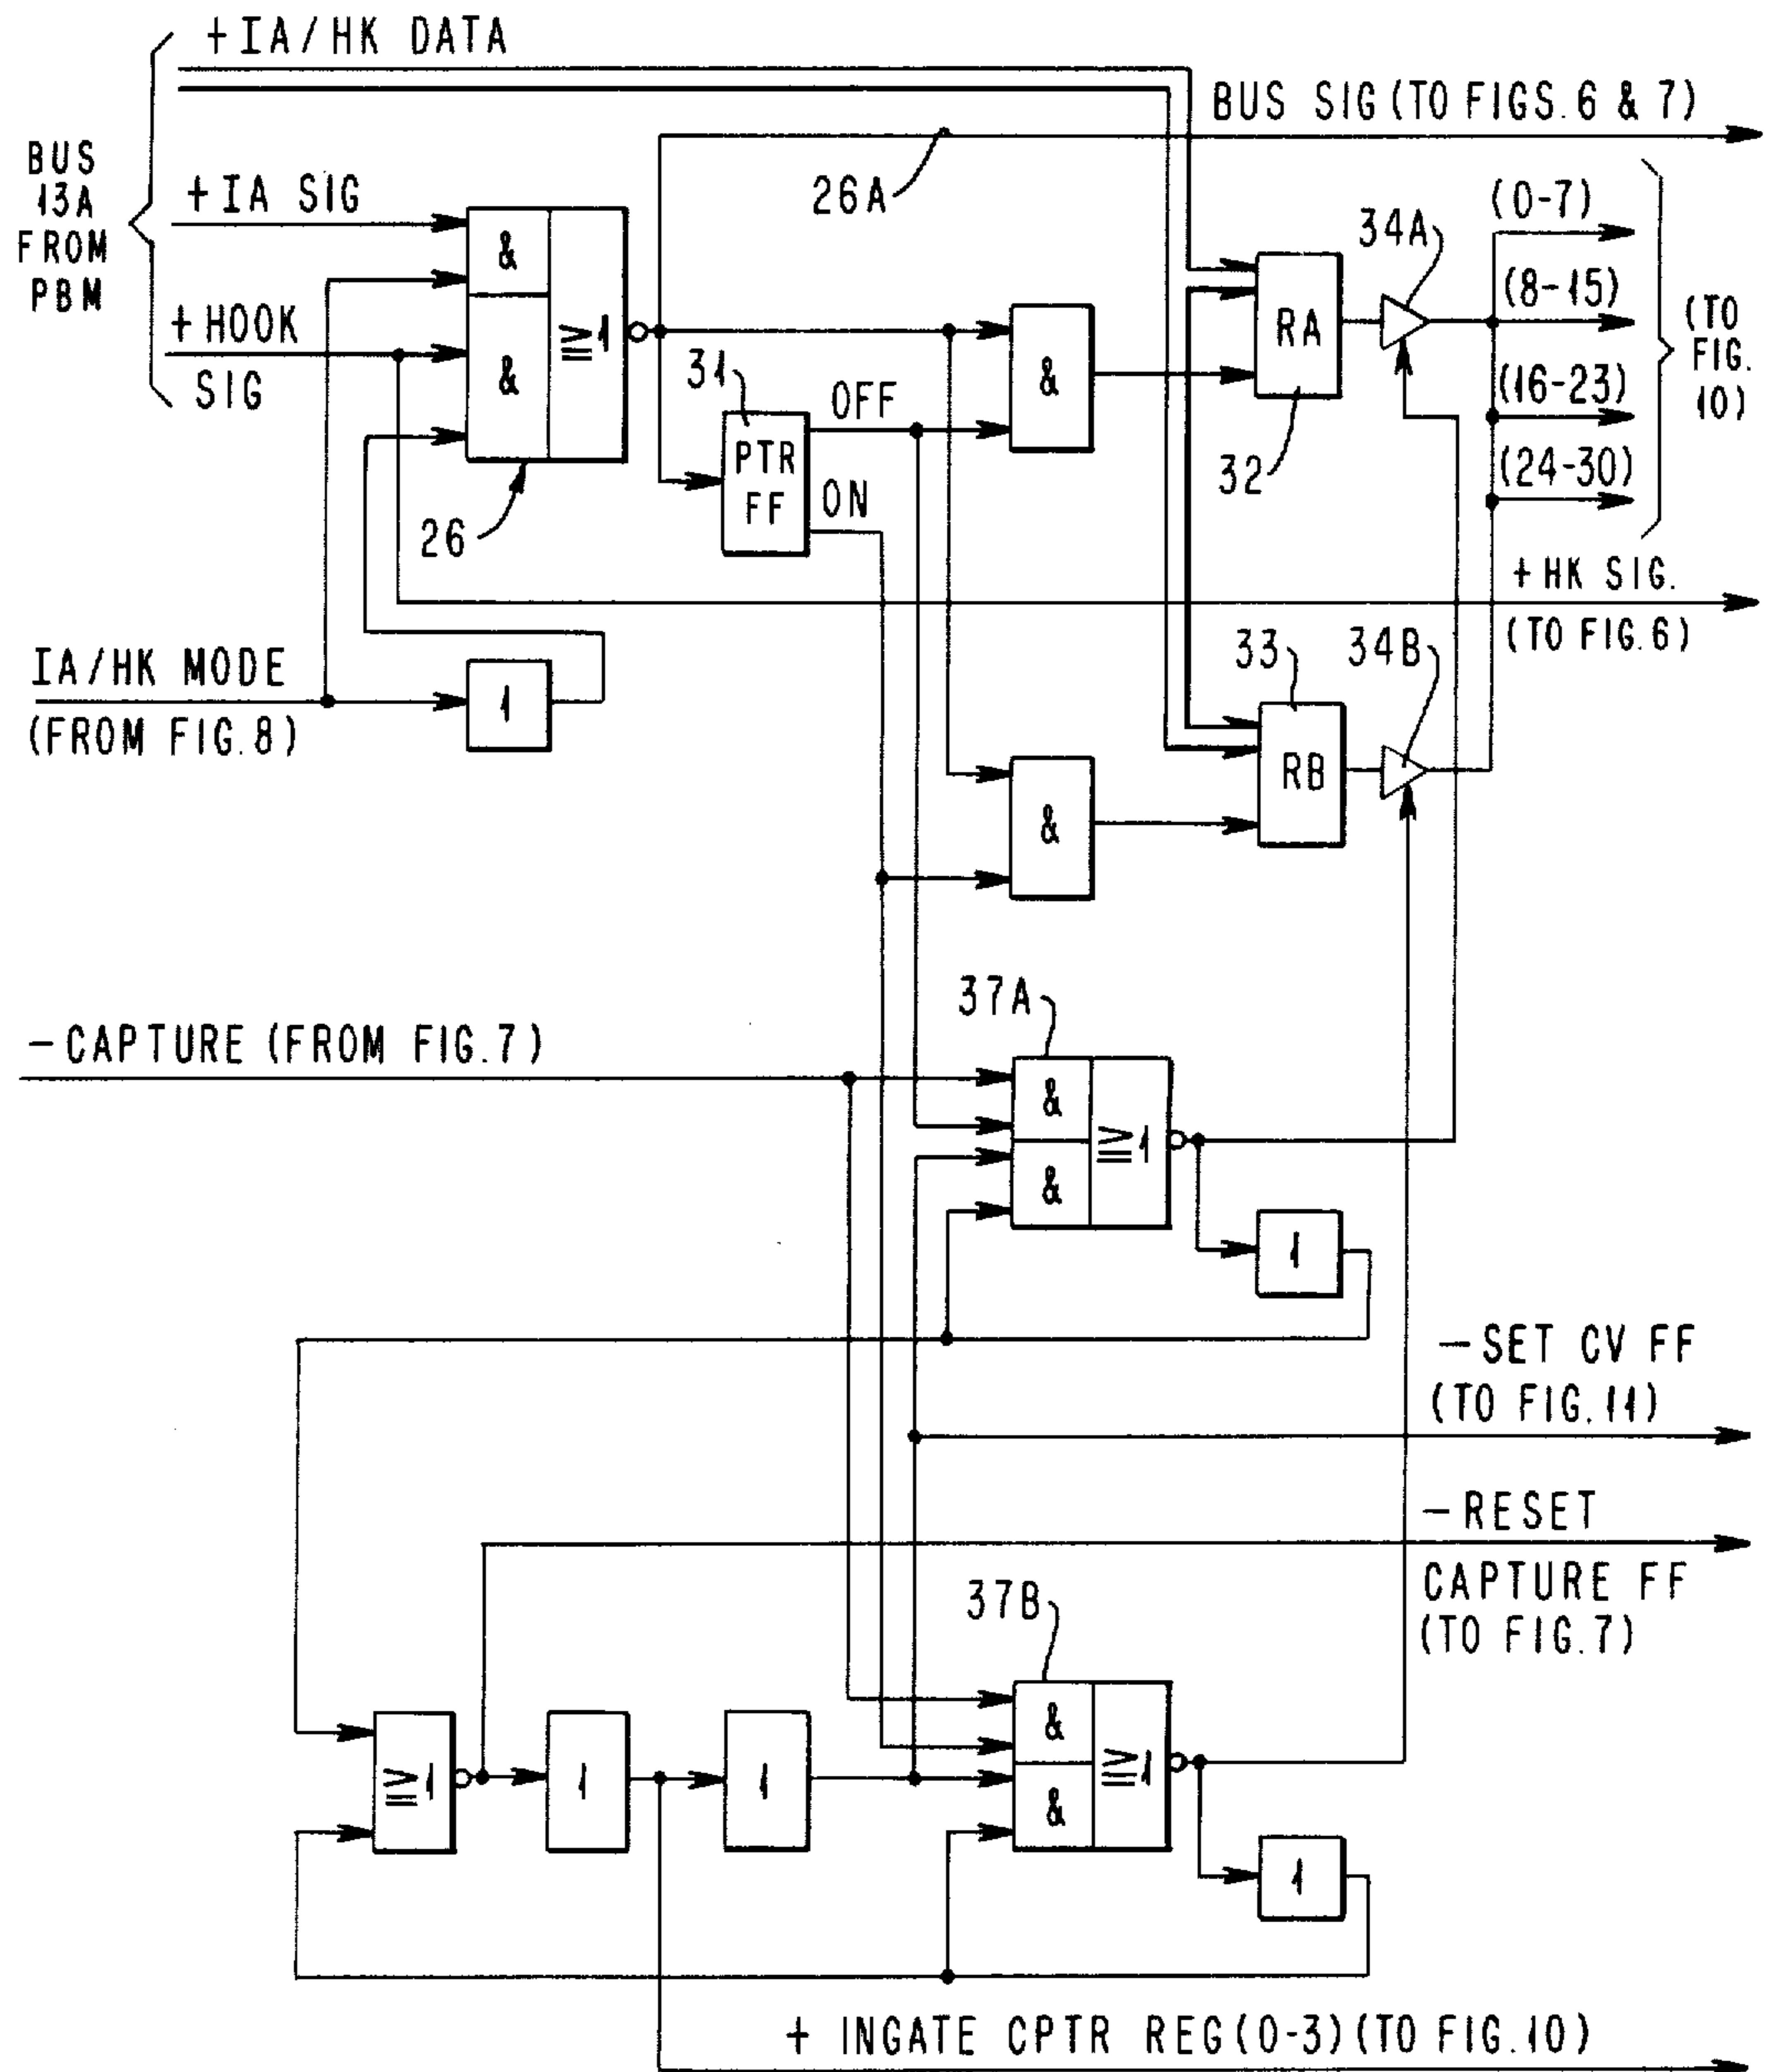 +IA/HK DATA
BUS SIG (TO FIGS. 6 & 7)
BUS
13A
FROM
PBM
+IA SIG
+HOOK
SIG
&
&
≥1
26
26A
31
PTR
FF
OFF
ON
&
RA
32
34A
(0-7)
(8-15)
(16-23)
(24-30)
(TO
FIG.
10)
+HK SIG.
(TO FIG.6)
IA/HK MODE
(FROM FIG.8)
1
&
33
RB
34B
-CAPTURE (FROM FIG.7)
37A
&
&
≥1
1
-SET CV FF
(TO FIG.11)
-RESET
CAPTURE FF
(TO FIG.7)
37B
≥1
1
1
&
&
≥1
1
+ INGATE CPTR REG(0-3)(TO FIG.10)